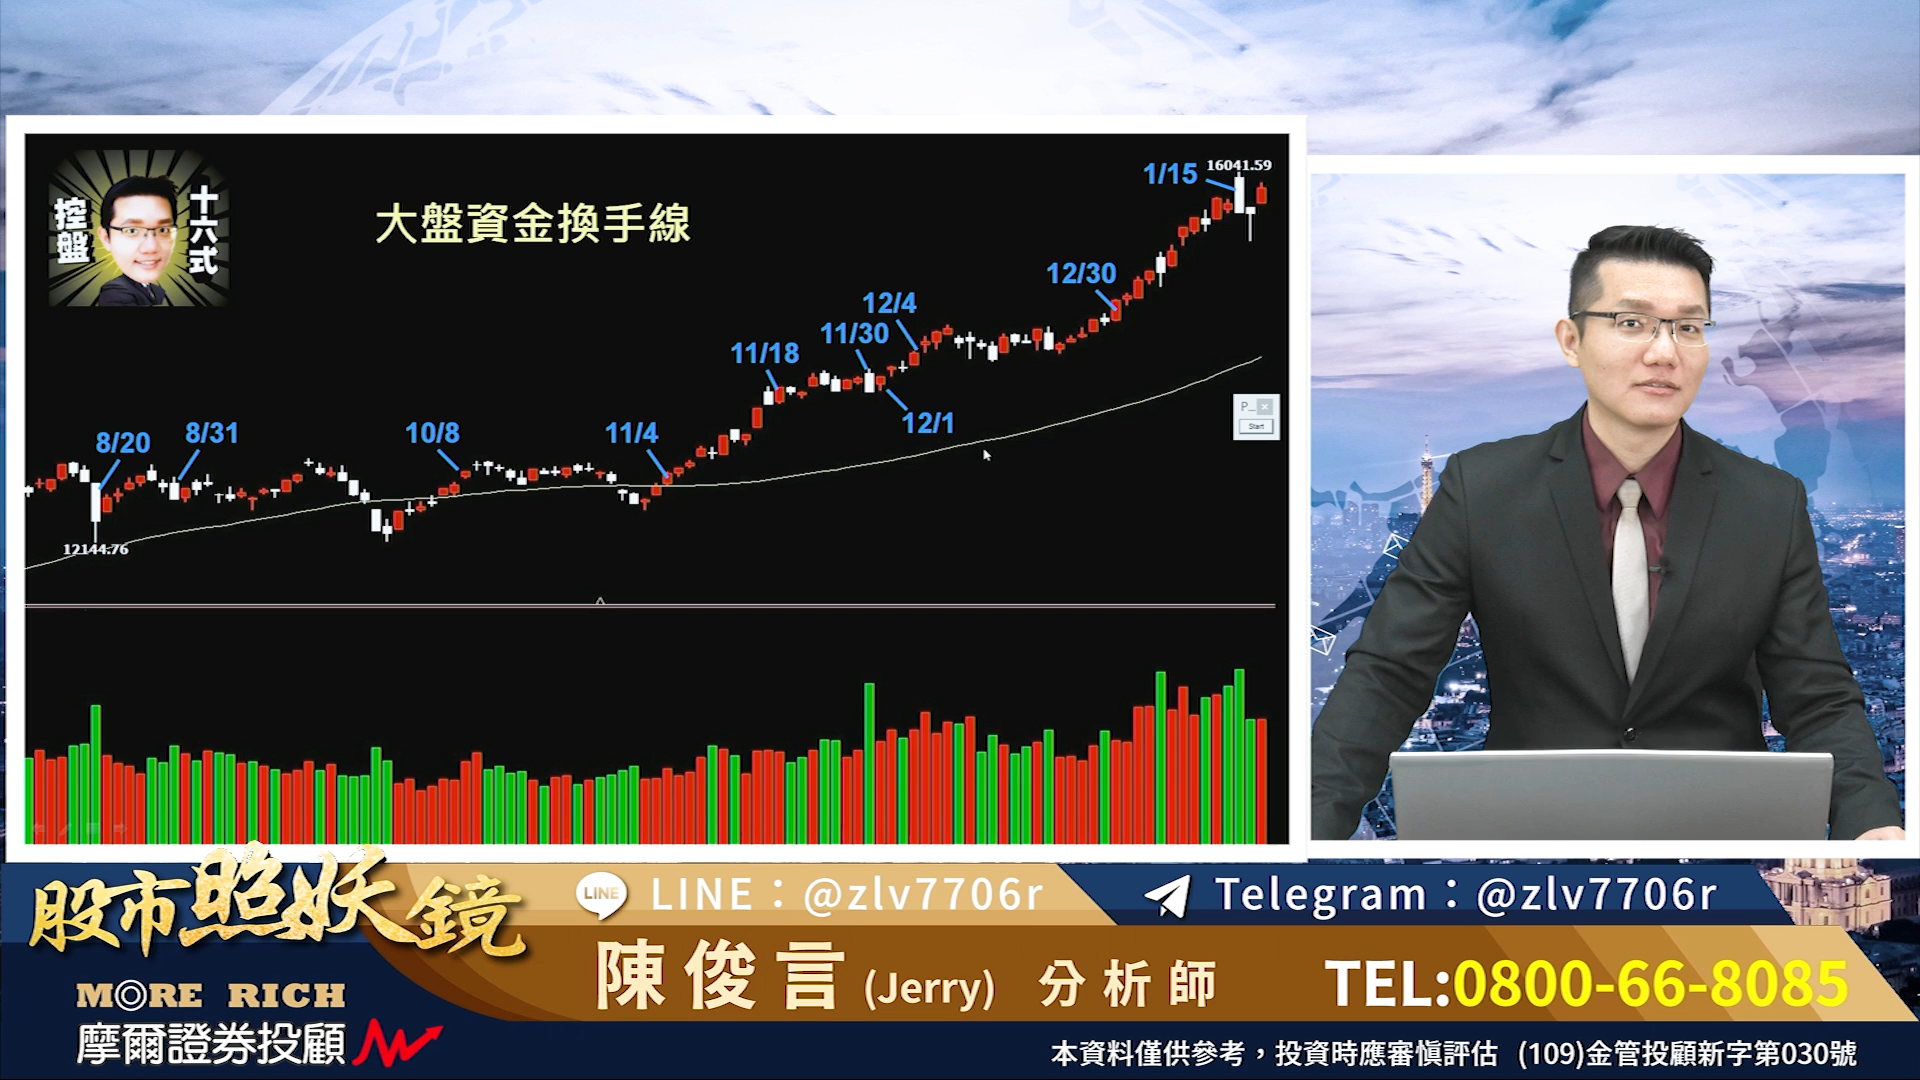 控盤
十六式
大盤資金換手線
1/15
16041.59
12/30
12/4
11/30
11/18
12/1
8/20
8/31
10/8
11/4
12144.76
P...
Start
股市照妖鏡
LINE
LINE：@zlv7706r
Telegram：@zlv7706r
陳俊言(Jerry) 分析師
TEL:0800-66-8085
MORE RICH
摩爾證券投顧
本資料僅供參考，投資時應審慎評估 (109)金管投顧新字第030號